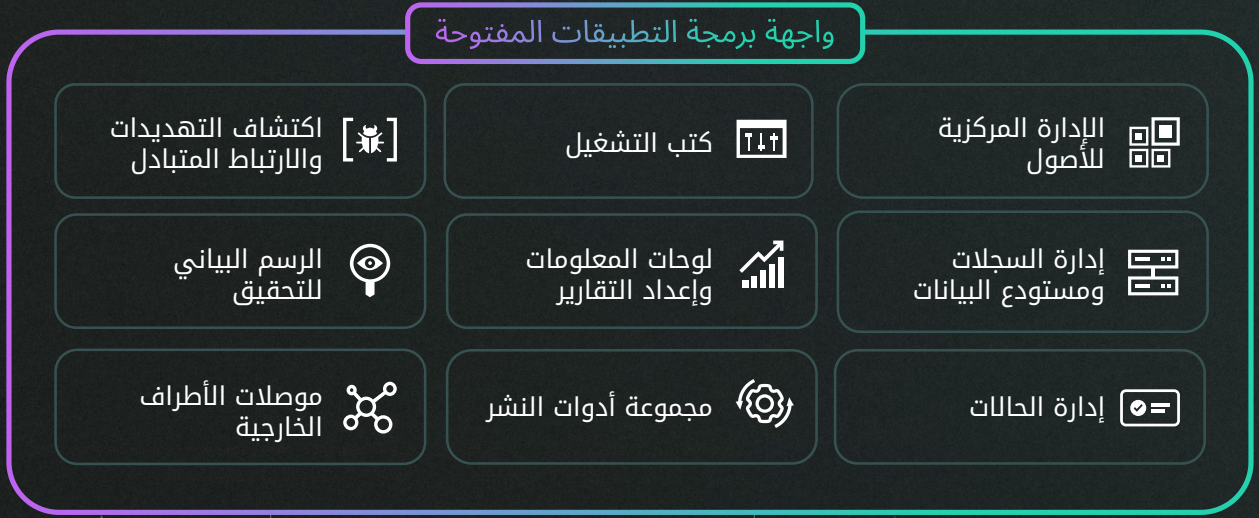 واجهة برمجة التطبيقات المفتوحة
الإدارة المركزية
للأصول
كتب التشغيل
اكتشاف التهديدات
والارتباط المتبادل
إدارة السجلات
ومستودع البيانات
لوحات المعلومات
وإعداد التقارير
الرسم البياني
للتحقيق
إدارة الحالات
مجموعة أدوات النشر
موصلات الأطراف
الخارجية